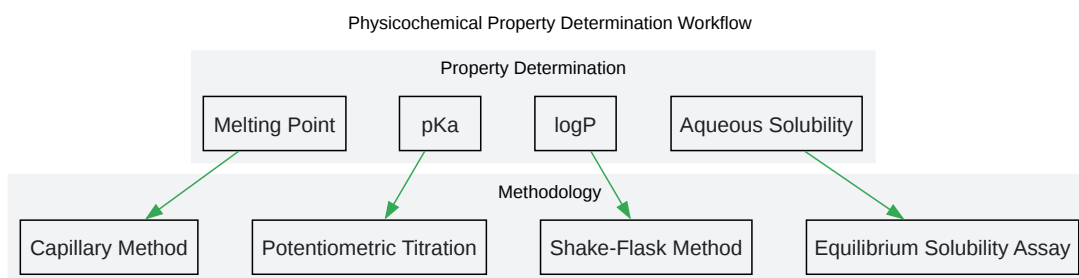 Physicochemical Property Determination Workflow
Property Determination
Melting Point
pKa
logP
Aqueous Solubility
Methodology
Capillary Method
Potentiometric Titration
Shake-Flask Method
Equilibrium Solubility Assay